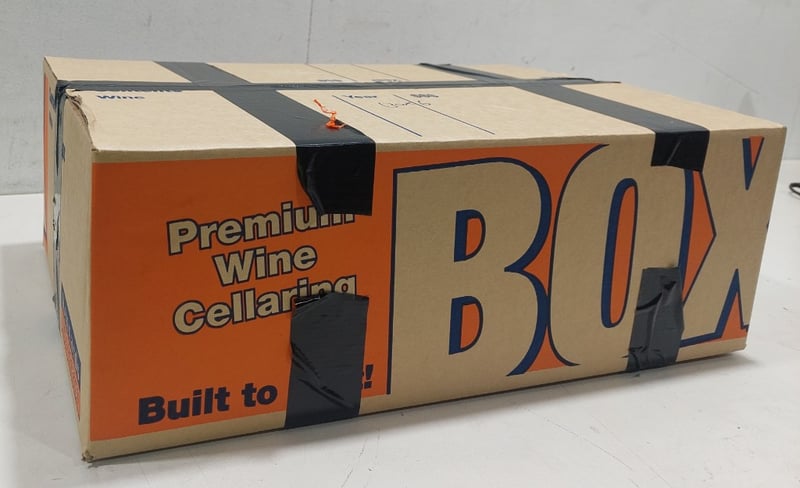 Wine
Year
Premium
Wine
Cellaring
Built to
!
BOX